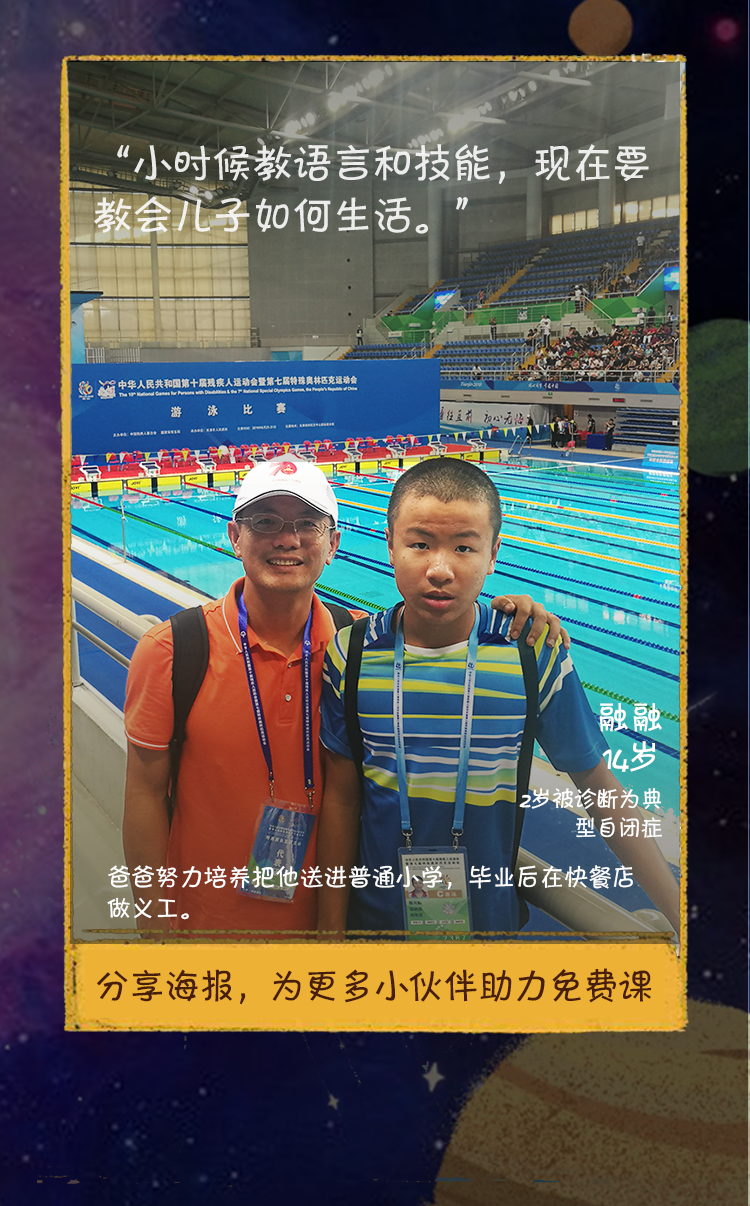 “小时候教语言和技能，现在要
教会儿子如何生活。”
中华人民共和国第十届残疾人运动会暨第七届特殊奥林匹克运动会
The 10th National Games for Persons with Disabilities & the 7th National Special Olympics Games, the People's Republic of China
游泳比赛
融融
14岁
2岁被诊断为典
型自闭症
代表
爸爸努力培养把他送进普通小学，毕业后在快餐店
做义工。
分享海报，为更多小伙伴助力免费课